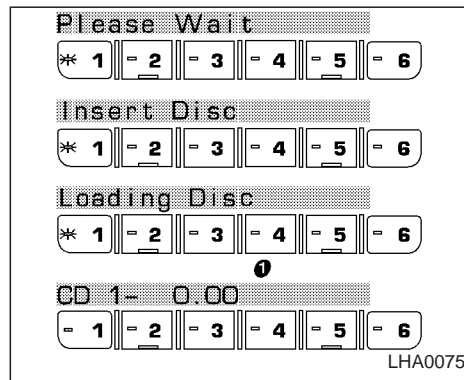 Please Wait
* 1 - 2 - 3 - 4 - 5 - 6
Insert Disc
* 1 - 2 - 3 - 4 - 5 - 6
Loading Disc
* 1 - 2 - 3 - 4 - 5 - 6
1
CD 1- 0.00
- 1 - 2 - 3 - 4 - 5 - 6
LHA0075